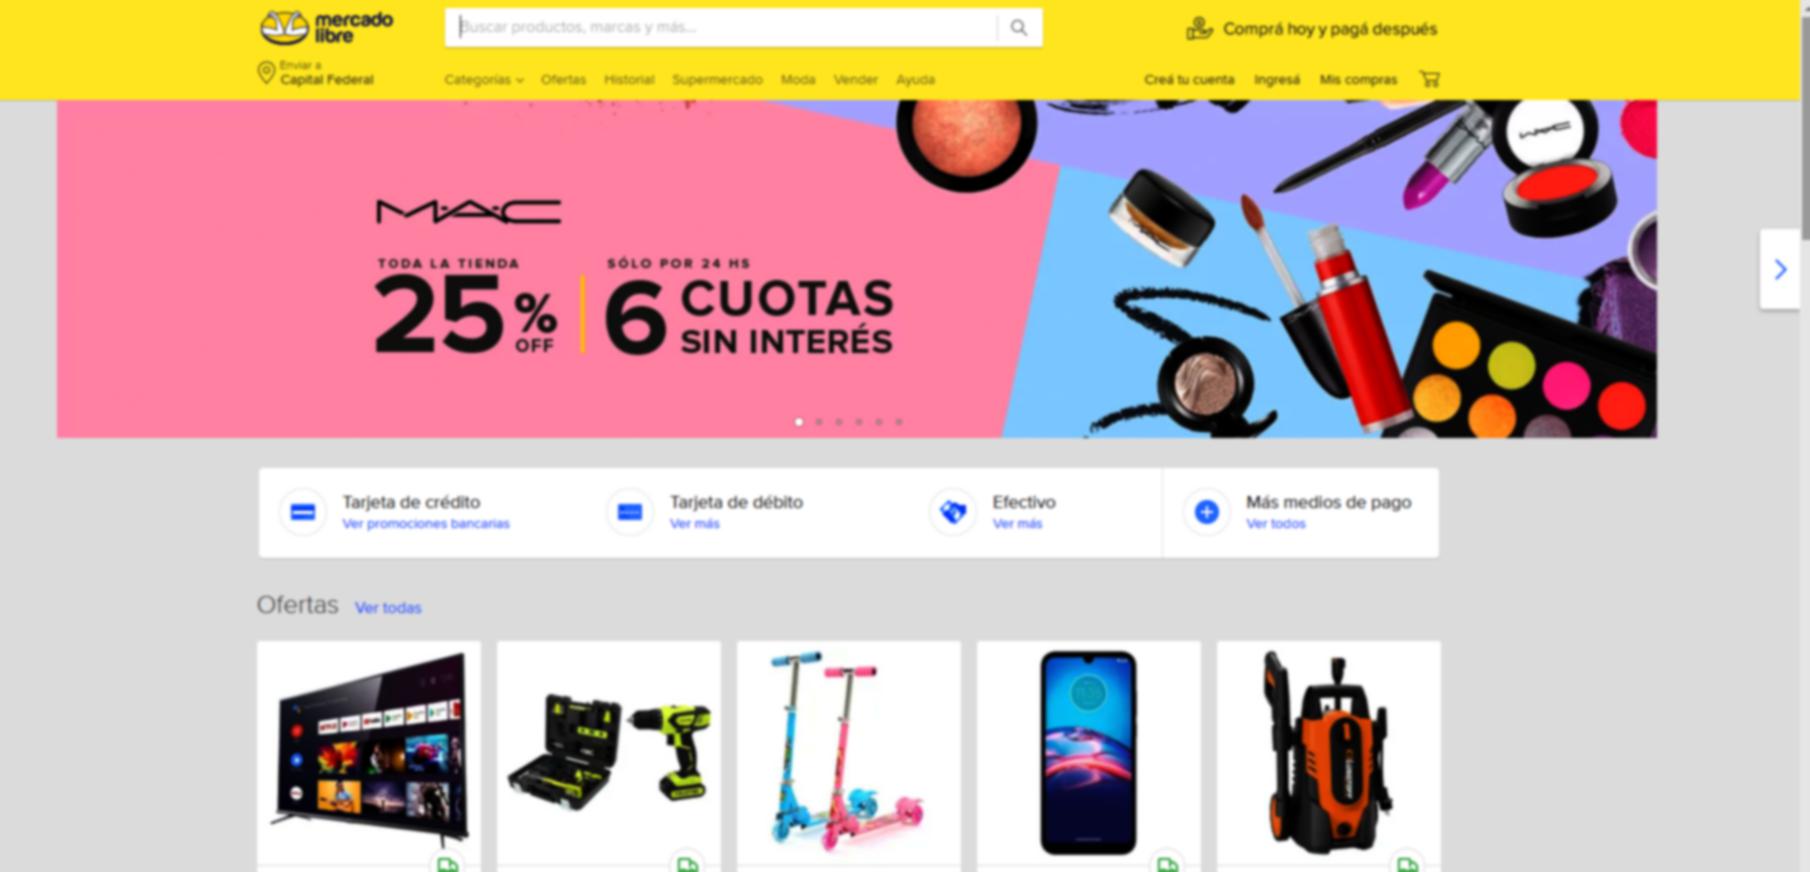 mercado
libre
Buscar productos, marcas y más...
Comprá hoy y pagá después
Enviar a
Capital Federal
Categorías
Ofertas
Historial
Supermercado
Moda
Vender
Ayuda
Creá tu cuenta
Ingresá
Mis compras
MAC
TODA LA TIENDA
25% OFF
SÓLO POR 24 HS
6 CUOTAS
SIN INTERÉS
Tarjeta de crédito
Ver promociones bancarias
Tarjeta de débito
Ver más
Efectivo
Ver más
Más medios de pago
Ver todos
Ofertas
Ver todas